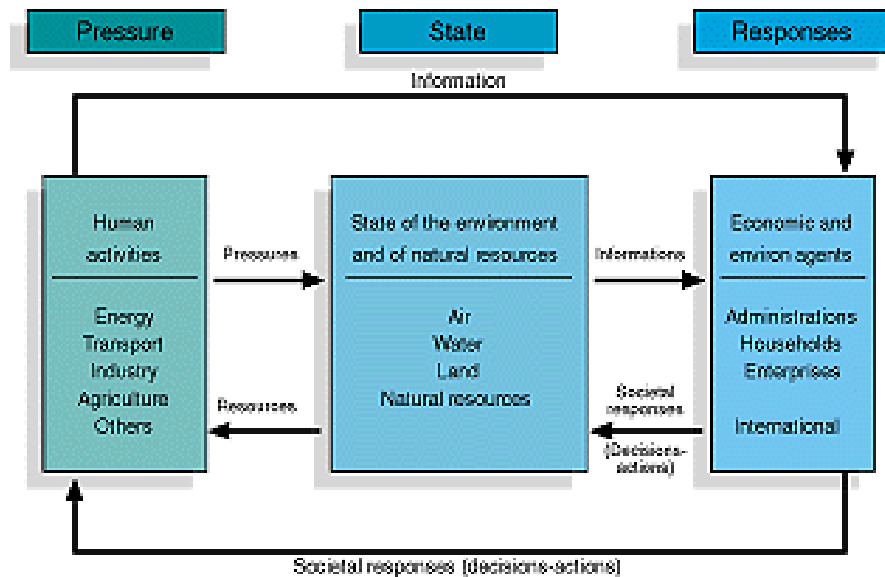 Pressure
State
Responses
Information
Human
activities
Energy
Transport
Industry
Agriculture
Others
Pressures
Resources
State of the environment
and of natural resources
Air
Water
Land
Natural resources
Informations
Societal
responses
(Decisions-
actions)
Economic and
environ agents
Administrations
Households
Enterprises
International
Societal responses (decisions-actions)